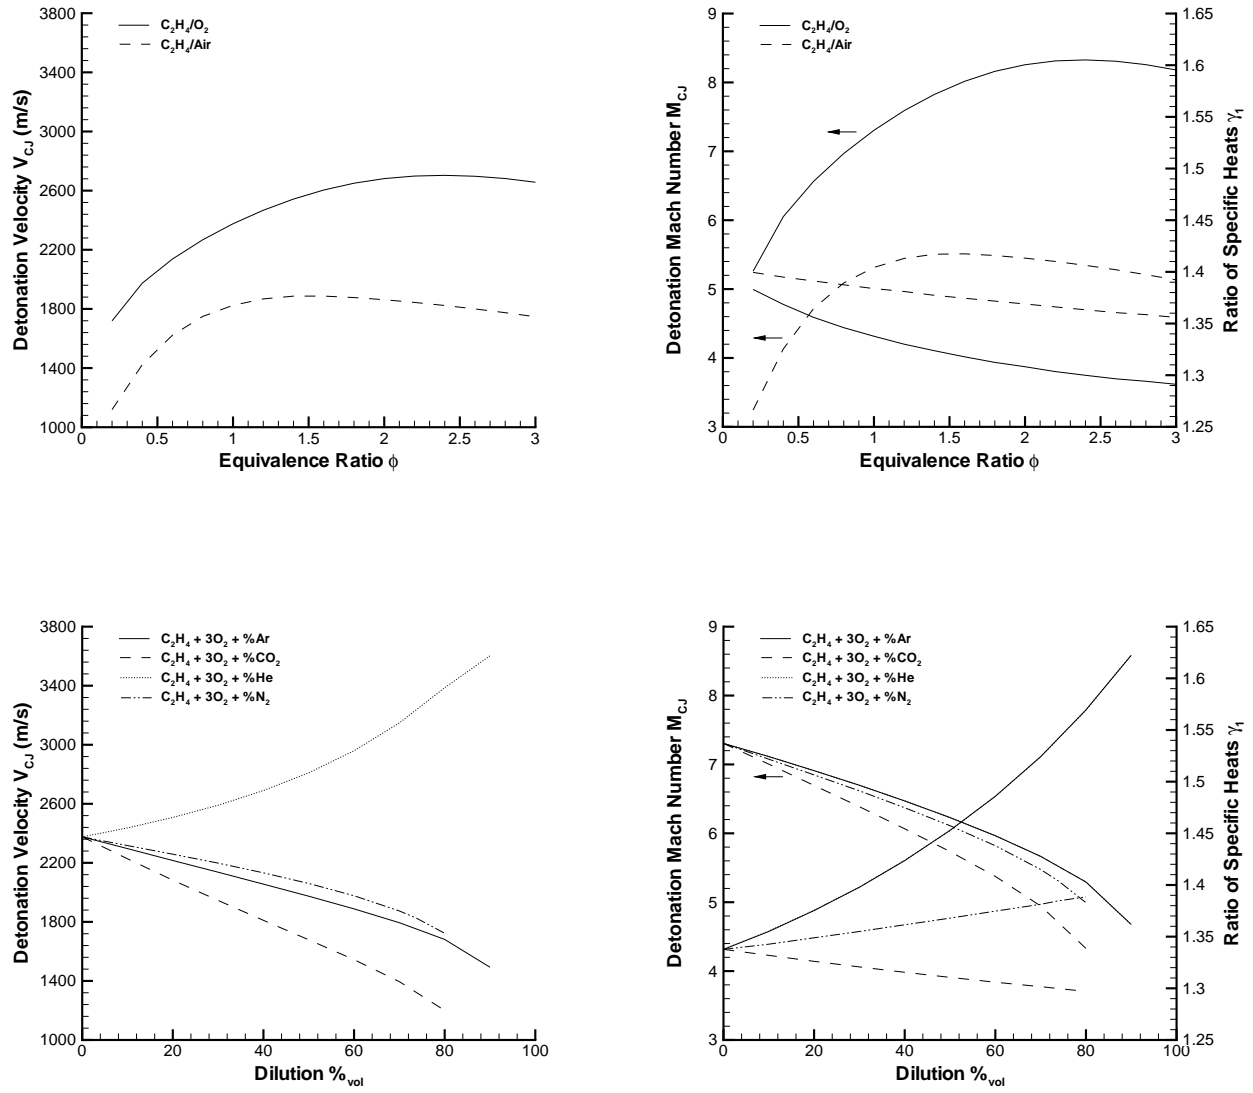 3800
3400
3000
2600
2200
1800
1400
1000
Detonation Velocity V_CJ (m/s)
C₂H₄/O₂
C₂H₄/Air
0 0.5 1 1.5 2 2.5 3
Equivalence Ratio ϕ
9
8
7
6
5
4
3
Detonation Mach Number M_CJ
C₂H₄/O₂
C₂H₄/Air
1.65
1.6
1.55
1.5
1.45
1.4
1.35
1.3
1.25
Ratio of Specific Heats γ₁
0 0.5 1 1.5 2 2.5 3
Equivalence Ratio ϕ
3800
3400
3000
2600
2200
1800
1400
1000
Detonation Velocity V_CJ (m/s)
C₂H₄ + 3O₂ + %Ar
C₂H₄ + 3O₂ + %CO₂
C₂H₄ + 3O₂ + %He
C₂H₄ + 3O₂ + %N₂
0 20 40 60 80 100
Dilution %vol
9
8
7
6
5
4
3
Detonation Mach Number M_CJ
C₂H₄ + 3O₂ + %Ar
C₂H₄ + 3O₂ + %CO₂
C₂H₄ + 3O₂ + %He
C₂H₄ + 3O₂ + %N₂
1.65
1.6
1.55
1.5
1.45
1.4
1.35
1.3
1.25
Ratio of Specific Heats γ₁
0 20 40 60 80 100
Dilution %vol